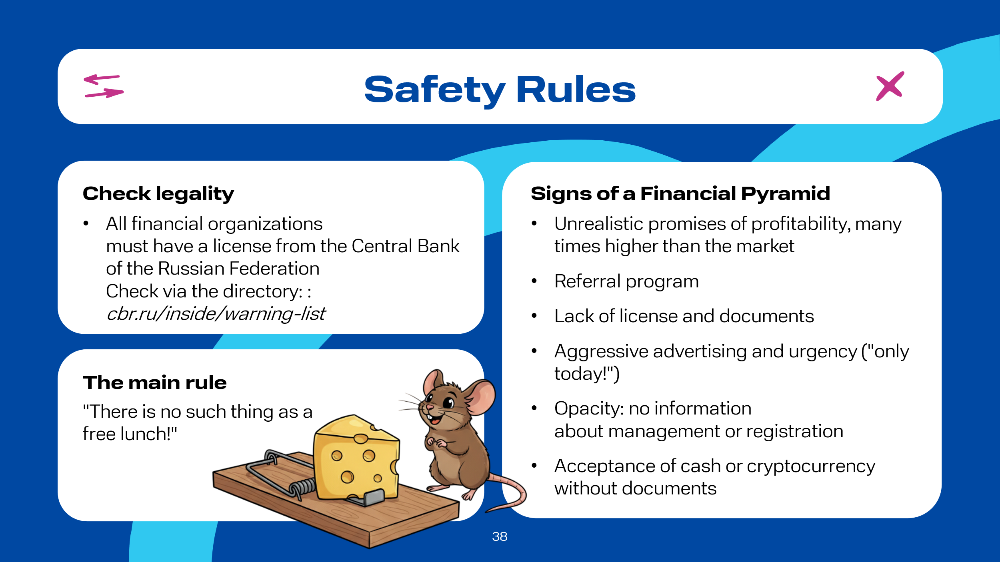 Safety Rules
Check legality
• All financial organizations
must have a license from the Central Bank
of the Russian Federation
Check via the directory: :
cbr.ru/inside/warning-list
The main rule
"There is no such thing as a
free lunch!"
Signs of a Financial Pyramid
• Unrealistic promises of profitability, many
times higher than the market
• Referral program
• Lack of license and documents
• Aggressive advertising and urgency ("only
today!")
• Opacity: no information
about management or registration
• Acceptance of cash or cryptocurrency
without documents
38